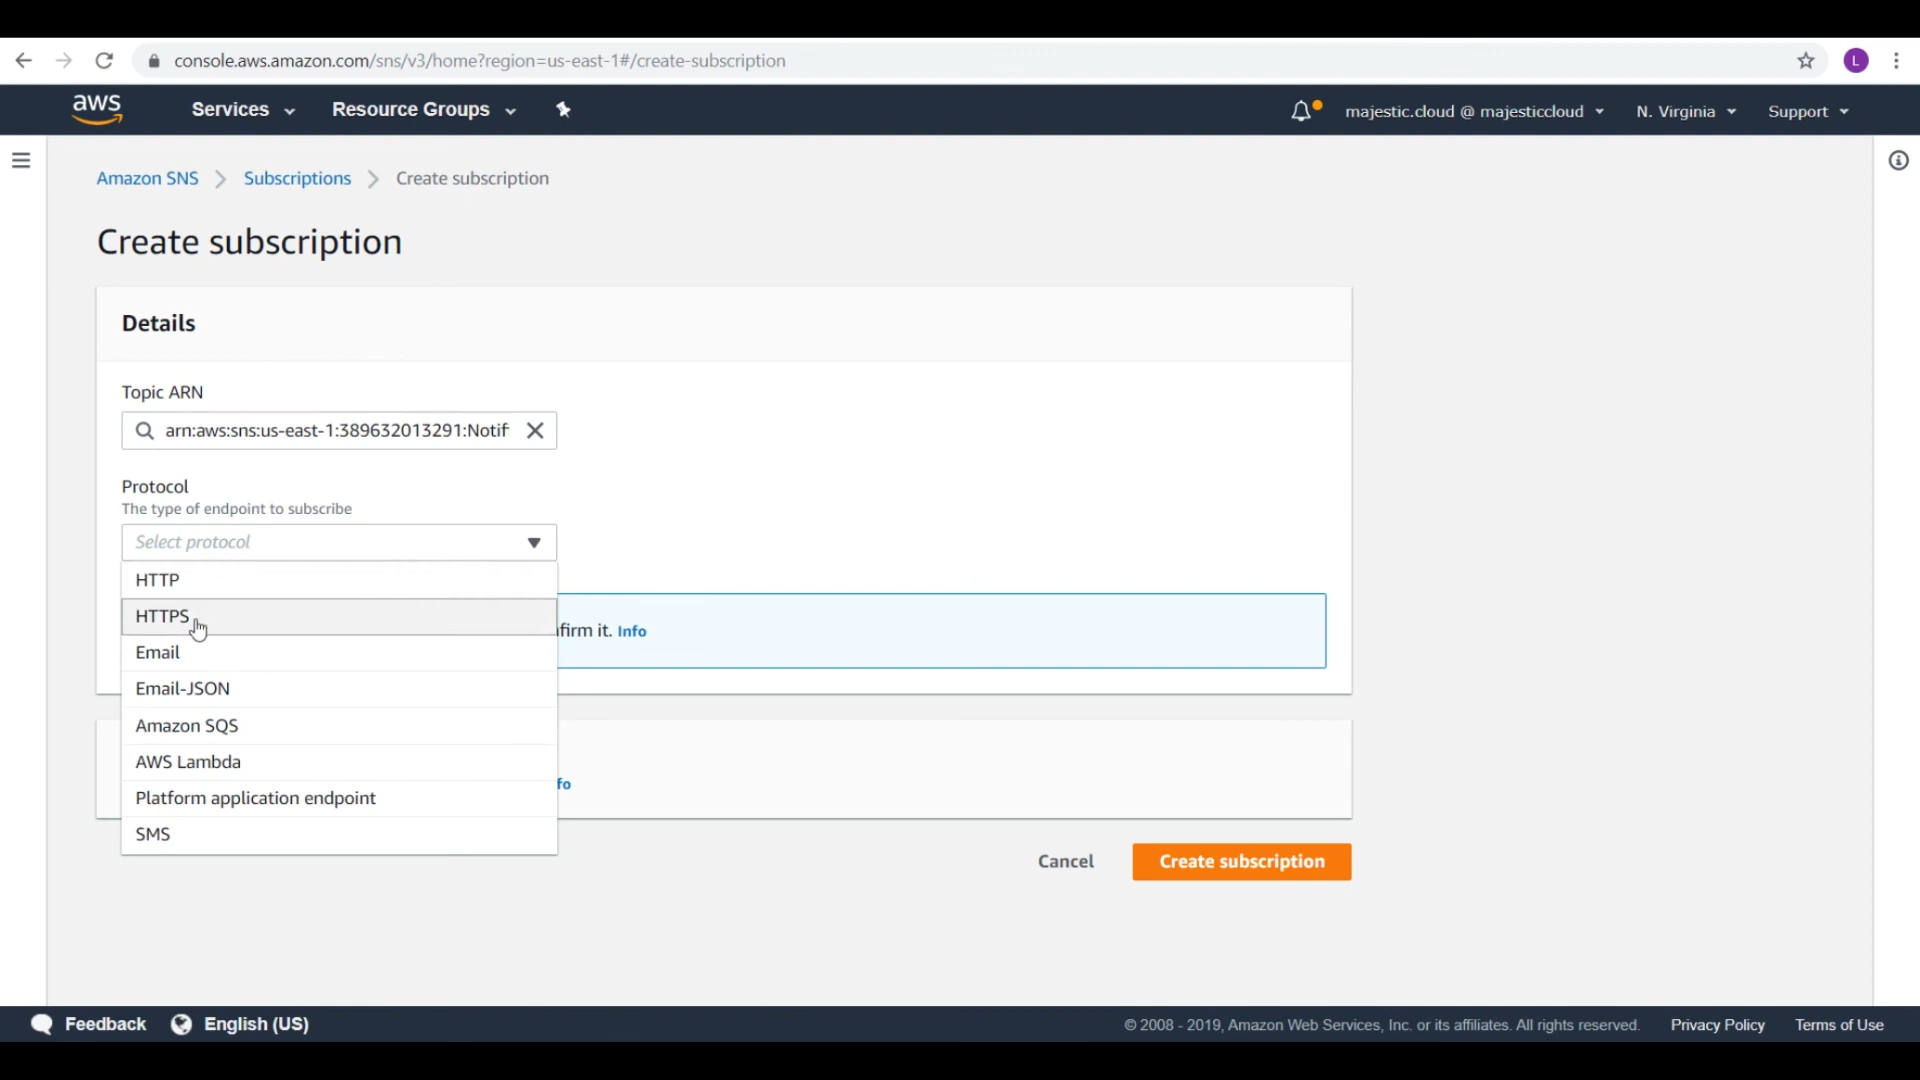 console.aws.amazon.com/sns/v3/home?region=us-east-1#/create-subscription
L
aws
Services
Resource Groups
majestic.cloud @ majesticcloud
N. Virginia
Support
Amazon SNS
Subscriptions
Create subscription
Create subscription
Details
Topic ARN
arn:aws:sns:us-east-1:389632013291:Notif
Protocol
The type of endpoint to subscribe
Select protocol
HTTP
HTTPS
firm it. Info
Email
Email-JSON
Amazon SQS
AWS Lambda
fo
Platform application endpoint
SMS
Cancel
Create subscription
Feedback
English (US)
© 2008 - 2019, Amazon Web Services, Inc. or its affiliates. All rights reserved.
Privacy Policy
Terms of Use